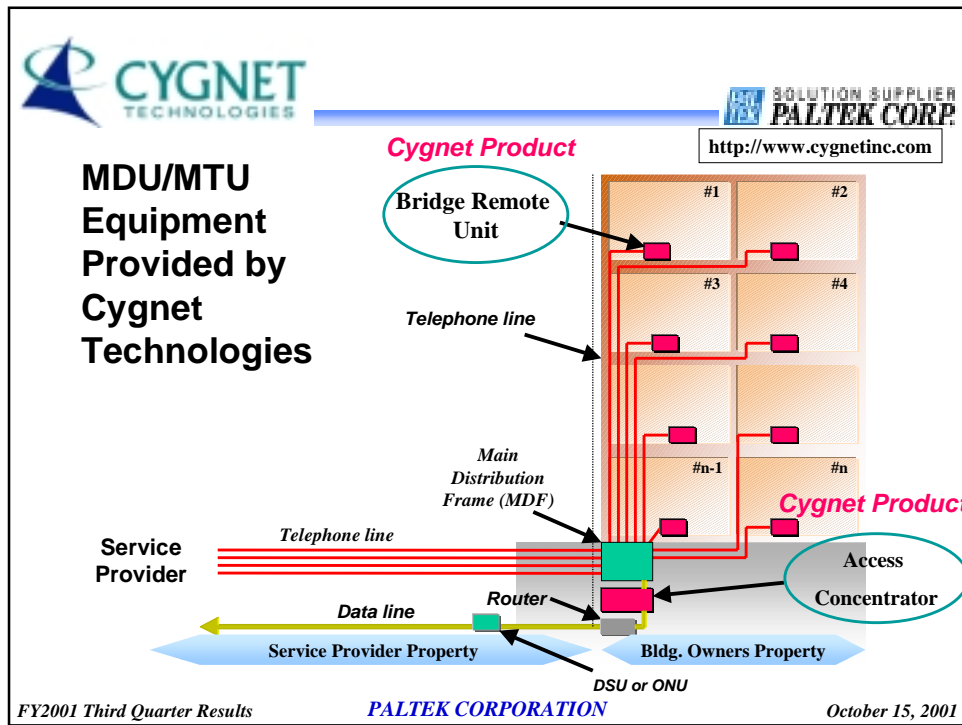 CYGNET
TECHNOLOGIES
SOLUTION SUPPLIER
PALTEK CORP.
http://www.cygnetinc.com
MDU/MTU
Equipment
Provided by
Cygnet
Technologies
Cygnet Product
Bridge Remote
Unit
#1
#2
#3
#4
Telephone line
#n-1
#n
Main
Distribution
Frame (MDF)
Cygnet Product
Service
Provider
Telephone line
Access
Concentrator
Router
Data line
Service Provider Property
Bldg. Owners Property
DSU or ONU
FY2001 Third Quarter Results
PALTEK CORPORATION
October 15, 2001